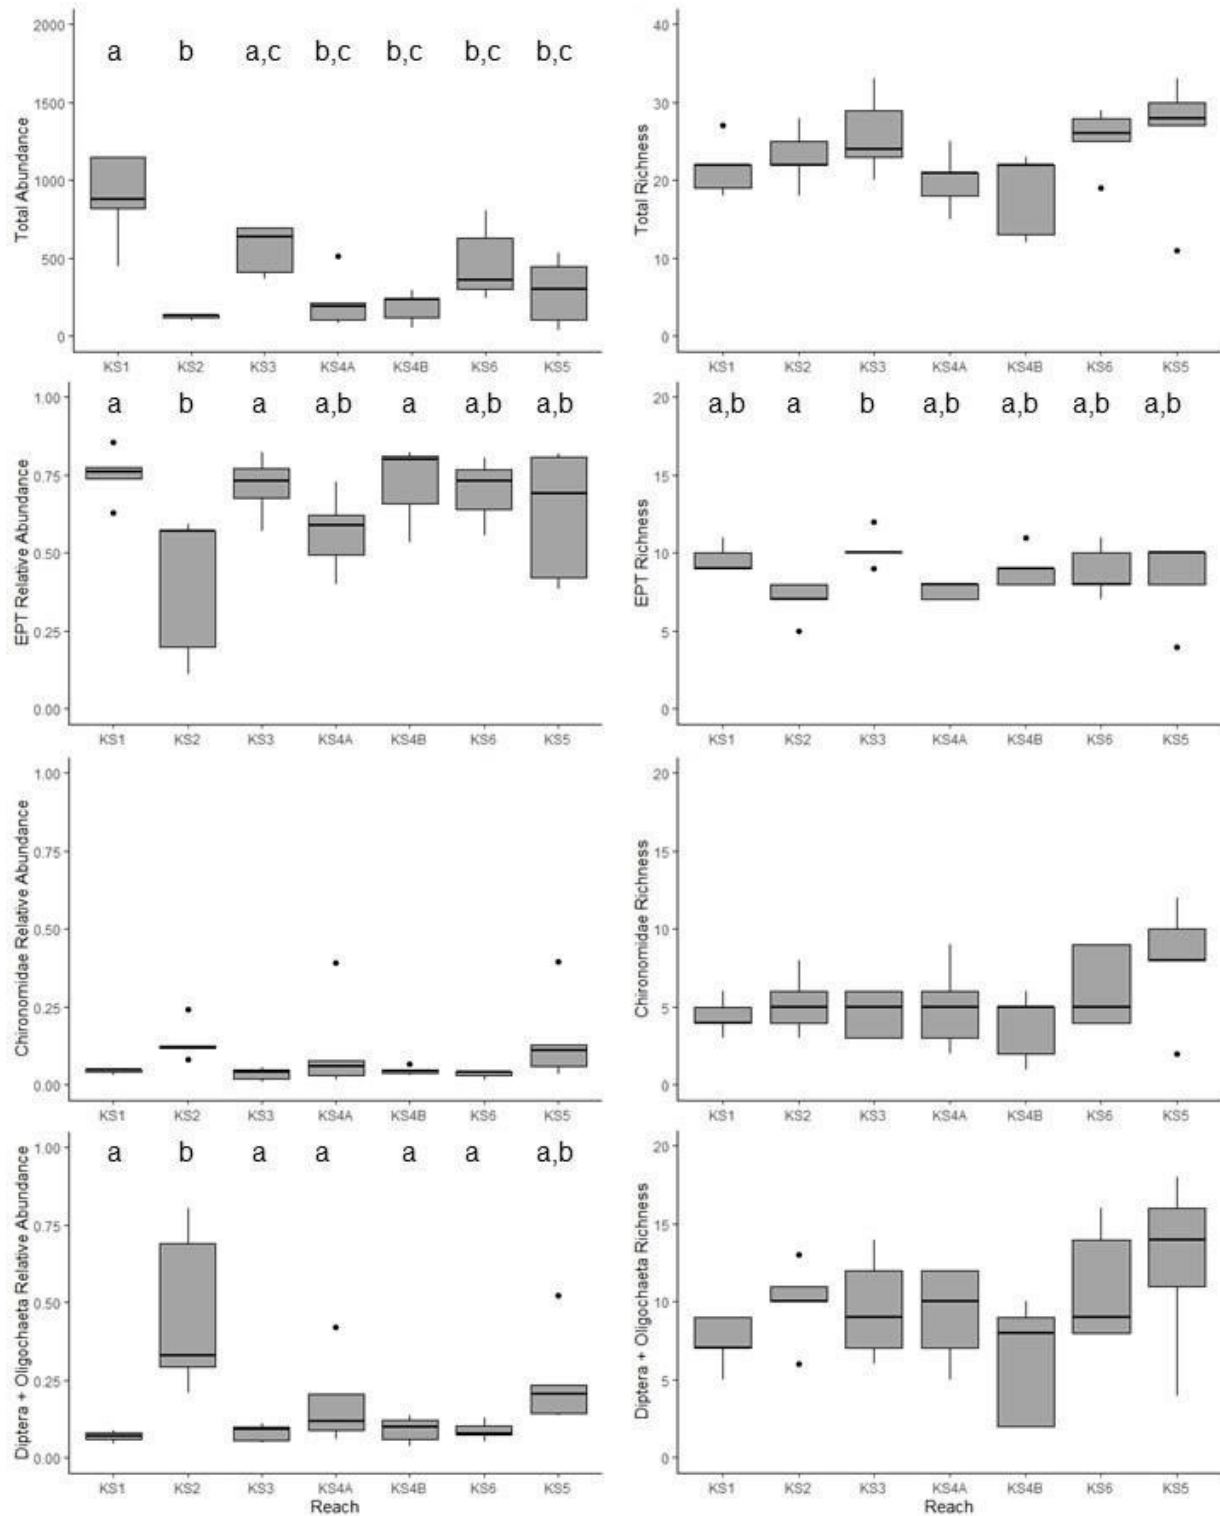 2000
1500
1000
500
0
Total Abundance
a b a,c b,c b,c b,c b,c
KS1 KS2 KS3 KS4A KS4B KS6 KS5
40
30
20
10
0
Total Richness
KS1 KS2 KS3 KS4A KS4B KS6 KS5
1.00
0.75
0.50
0.25
0.00
EPT Relative Abundance
a b a a,b a a,b a,b
KS1 KS2 KS3 KS4A KS4B KS6 KS5
20
15
10
5
0
EPT Richness
a,b a b a,b a,b a,b a,b
KS1 KS2 KS3 KS4A KS4B KS6 KS5
1.00
0.75
0.50
0.25
0.00
Chironomidae Relative Abundance
KS1 KS2 KS3 KS4A KS4B KS6 KS5
20
15
10
5
0
Chironomidae Richness
KS1 KS2 KS3 KS4A KS4B KS6 KS5
1.00
0.75
0.50
0.25
0.00
Diptera + Oligochaeta Relative Abundance
a b a a a a a,b
KS1 KS2 KS3 KS4A KS4B KS6 KS5
Reach
20
15
10
5
0
Diptera + Oligochaeta Richness
KS1 KS2 KS3 KS4A KS4B KS6 KS5
Reach